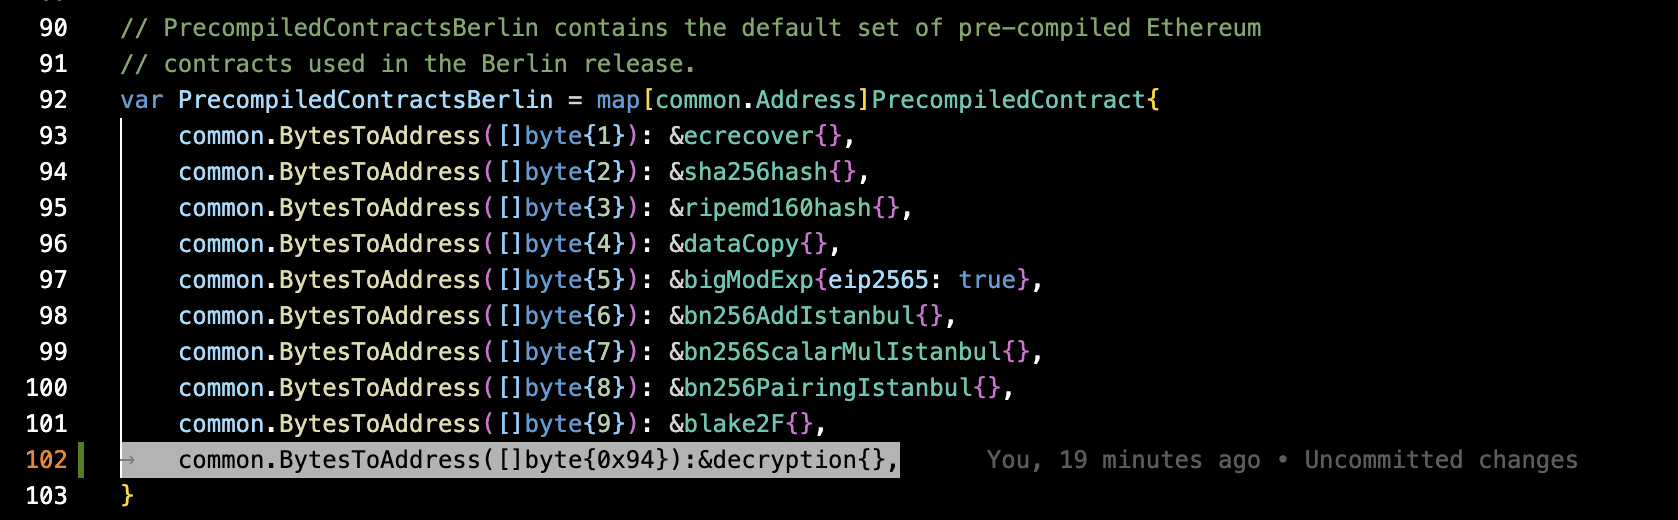 90 // PrecompiledContractsBerlin contains the default set of pre-compiled Ethereum
91 // contracts used in the Berlin release.
92 var PrecompiledContractsBerlin = map[common.Address]PrecompiledContract{
93 common.BytesToAddress([]byte{1}): &ecrecover{},
94 common.BytesToAddress([]byte{2}): &sha256hash{},
95 common.BytesToAddress([]byte{3}): &ripemd160hash{},
96 common.BytesToAddress([]byte{4}): &dataCopy{},
97 common.BytesToAddress([]byte{5}): &bigModExp{eip2565: true},
98 common.BytesToAddress([]byte{6}): &bn256AddIstanbul{},
99 common.BytesToAddress([]byte{7}): &bn256ScalarMulIstanbul{},
100 common.BytesToAddress([]byte{8}): &bn256PairingIstanbul{},
101 common.BytesToAddress([]byte{9}): &blake2F{},
102 → common.BytesToAddress([]byte{0x94}):&decryption{}, You, 19 minutes ago • Uncommitted changes
103 }